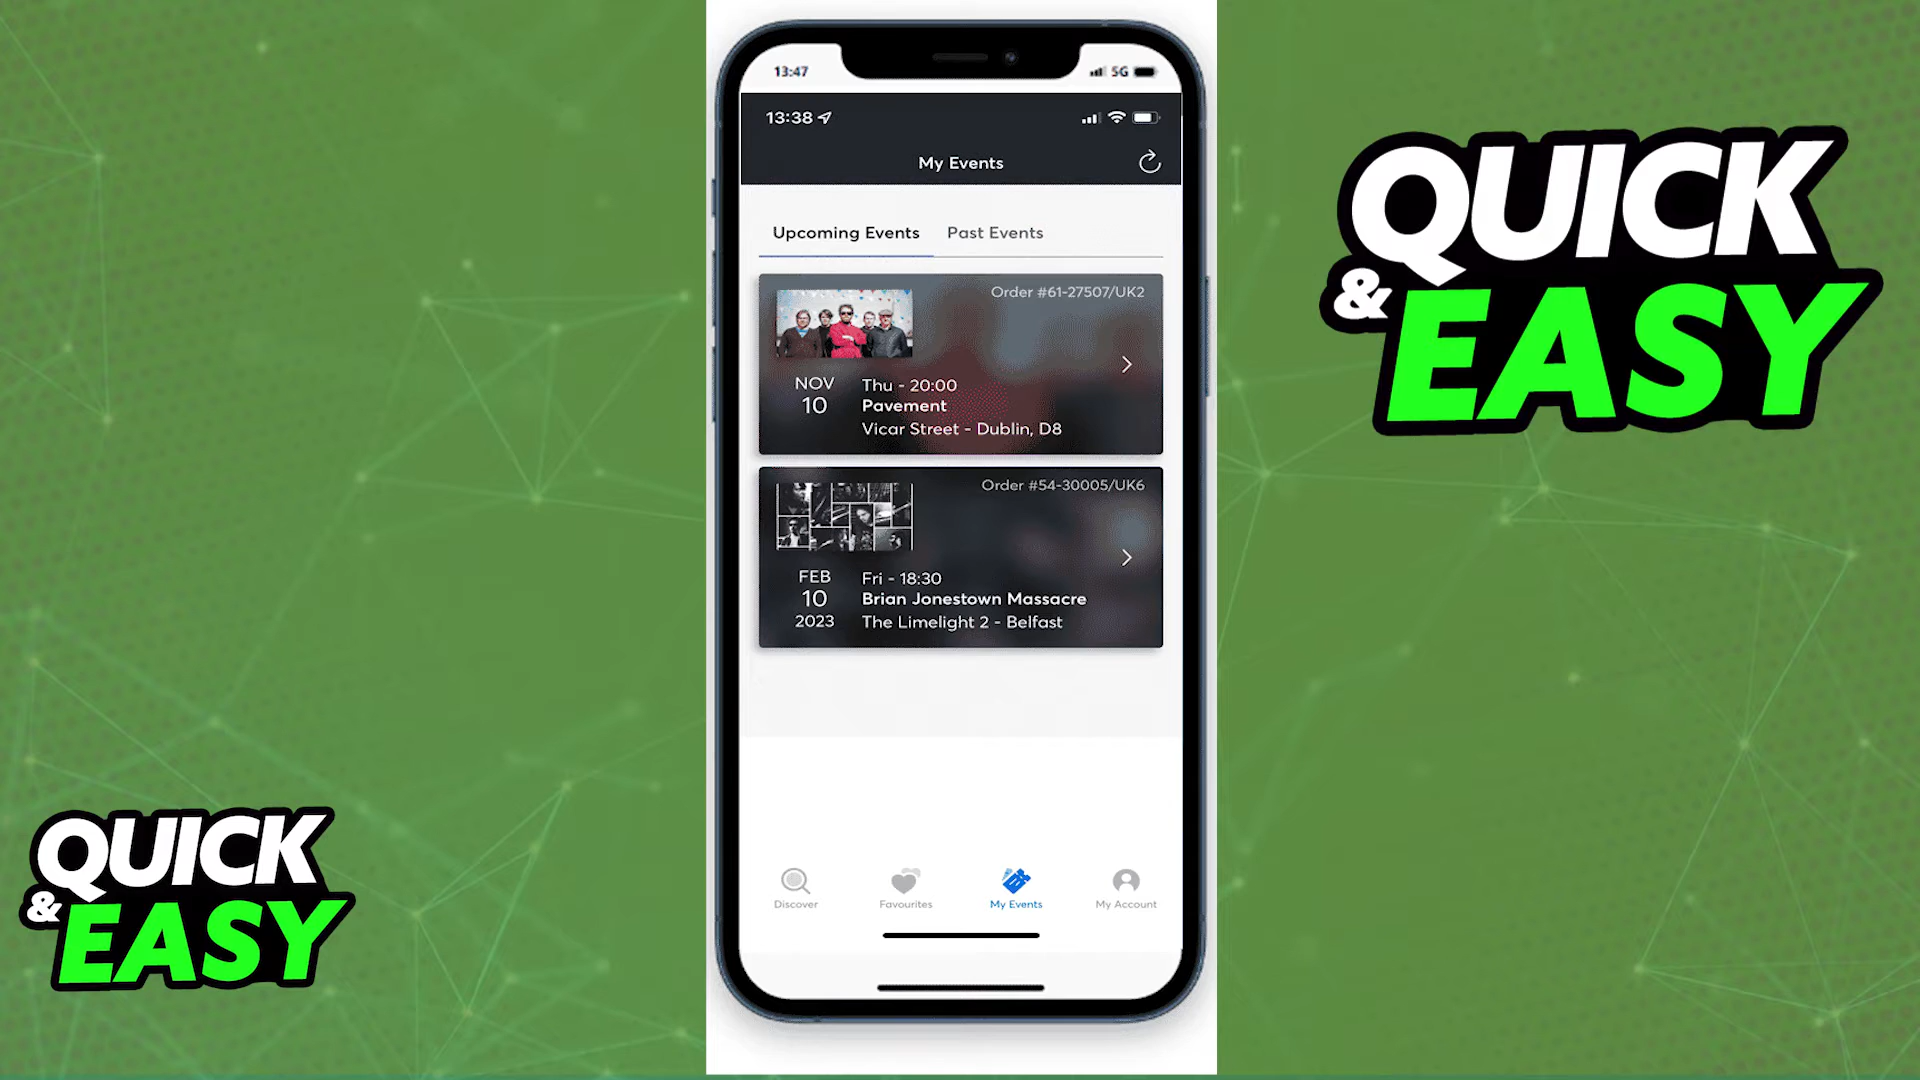 13:47
5G
13:38
My Events
Upcoming Events
Past Events
Order #61-27507/UK2
NOV
10
Thu - 20:00
Pavement
Vicar Street - Dublin, D8
Order #54-30005/UK6
FEB
10
2023
Fri - 18:30
Brian Jonestown Massacre
The Limelight 2 - Belfast
Discover
Favourites
My Events
My Account
QUICK
& EASY
QUICK
& EASY